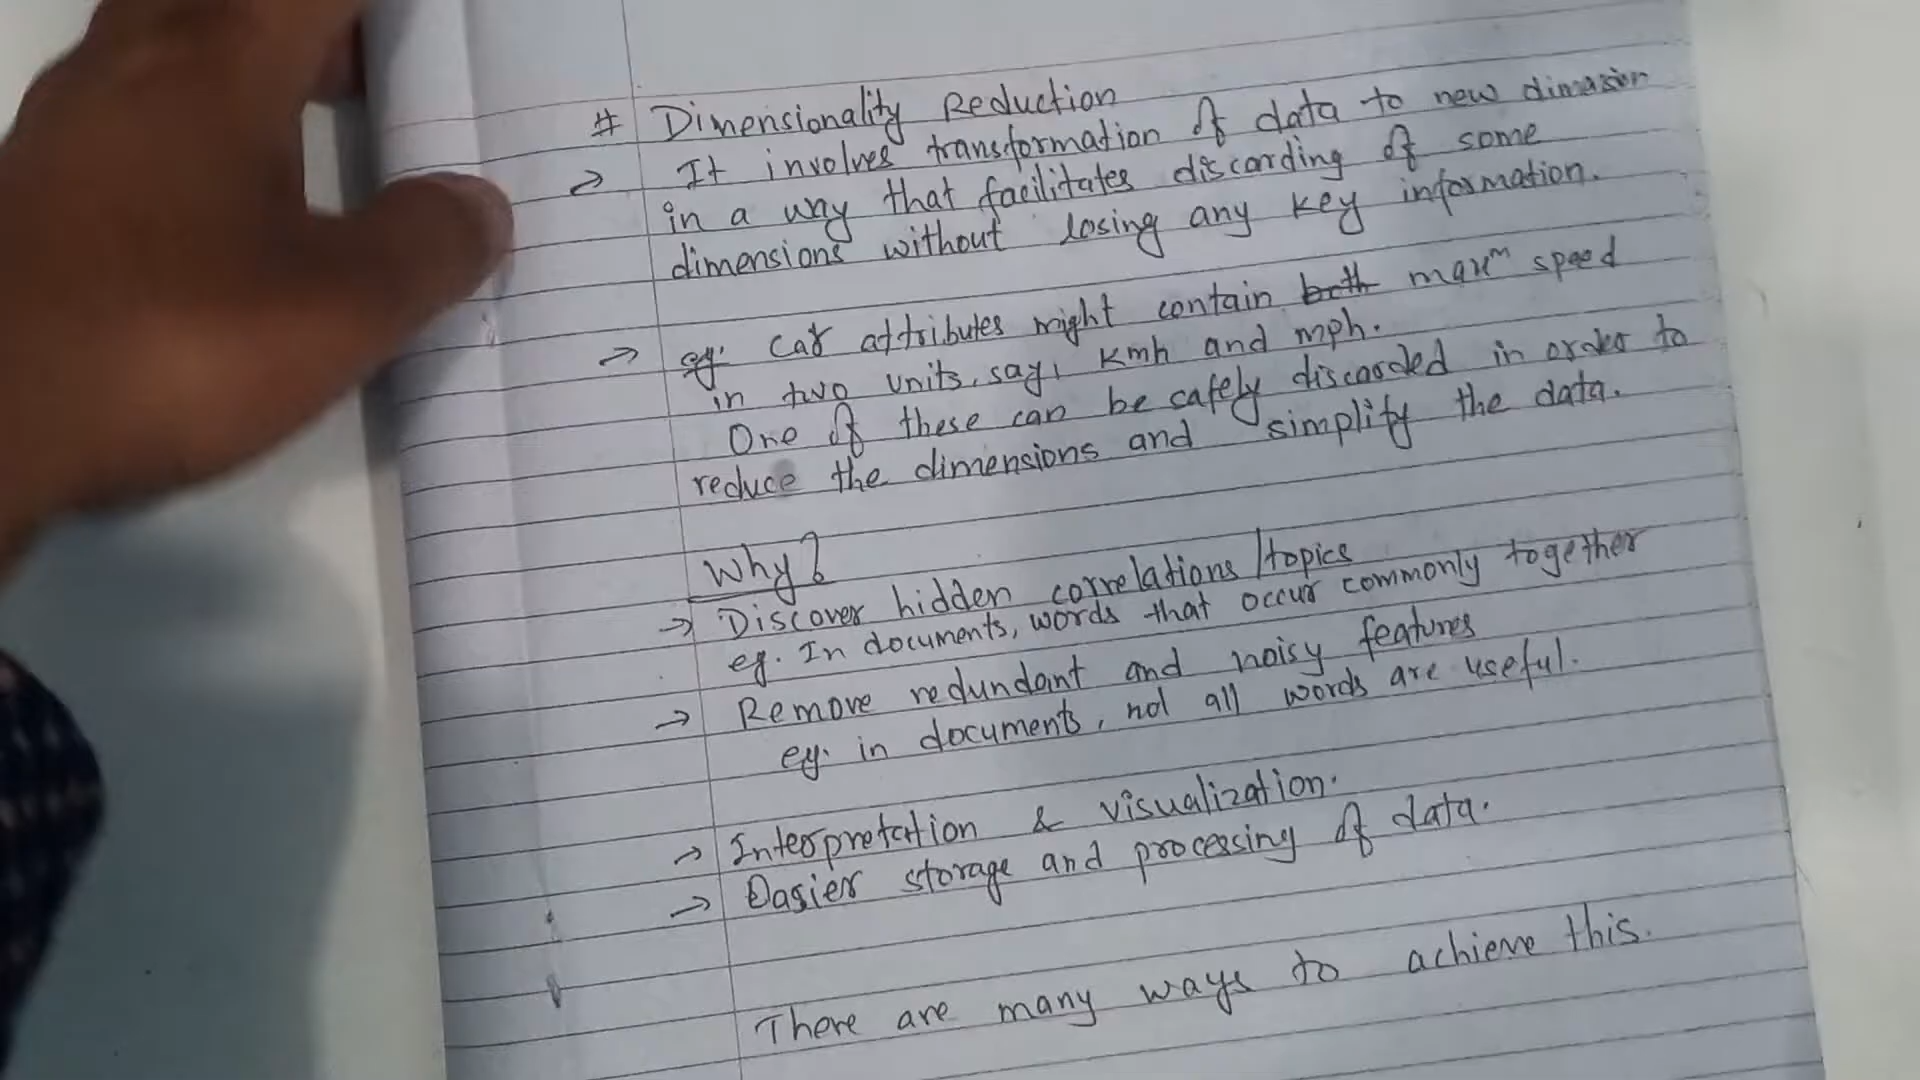 # Dimensionality Reduction
→ It involves transformation of data to new dimasion
in a way that facilitates discarding of some
dimensions without losing any key information.
→ eg. Car attributes might contain both maxᵐ speed
in two units, say, kmh and mph.
One of these can be safely discarded in order to
reduce the dimensions and simplify the data.
Why?
→ Discover hidden correlations/topics
eg. In documents, words that occur commonly together
→ Remove redundant and noisy features
eg. in documents, not all words are useful.
→ Interpretation & visualization.
→ Easier storage and processing of data.
There are many ways to achieve this.